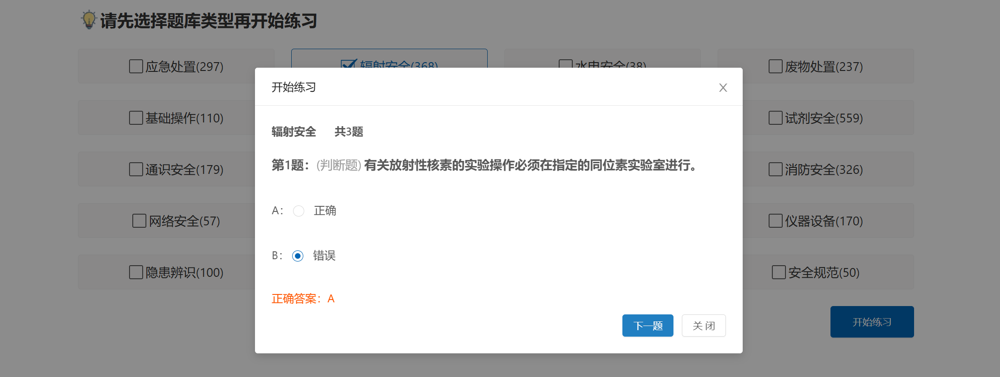 请先选择题库类型再开始练习
应急处置(297)
辐射安全(368)
水电安全(38)
废物处置(237)
开始练习
基础操作(110)
试剂安全(559)
辐射安全 共3题
第1题：(判断题) 有关放射性核素的实验操作必须在指定的同位素实验室进行。
通识安全(179)
消防安全(326)
A： 正确
网络安全(57)
仪器设备(170)
B： 错误
隐患辨识(100)
安全规范(50)
正确答案：A
下一题
关 闭
开始练习